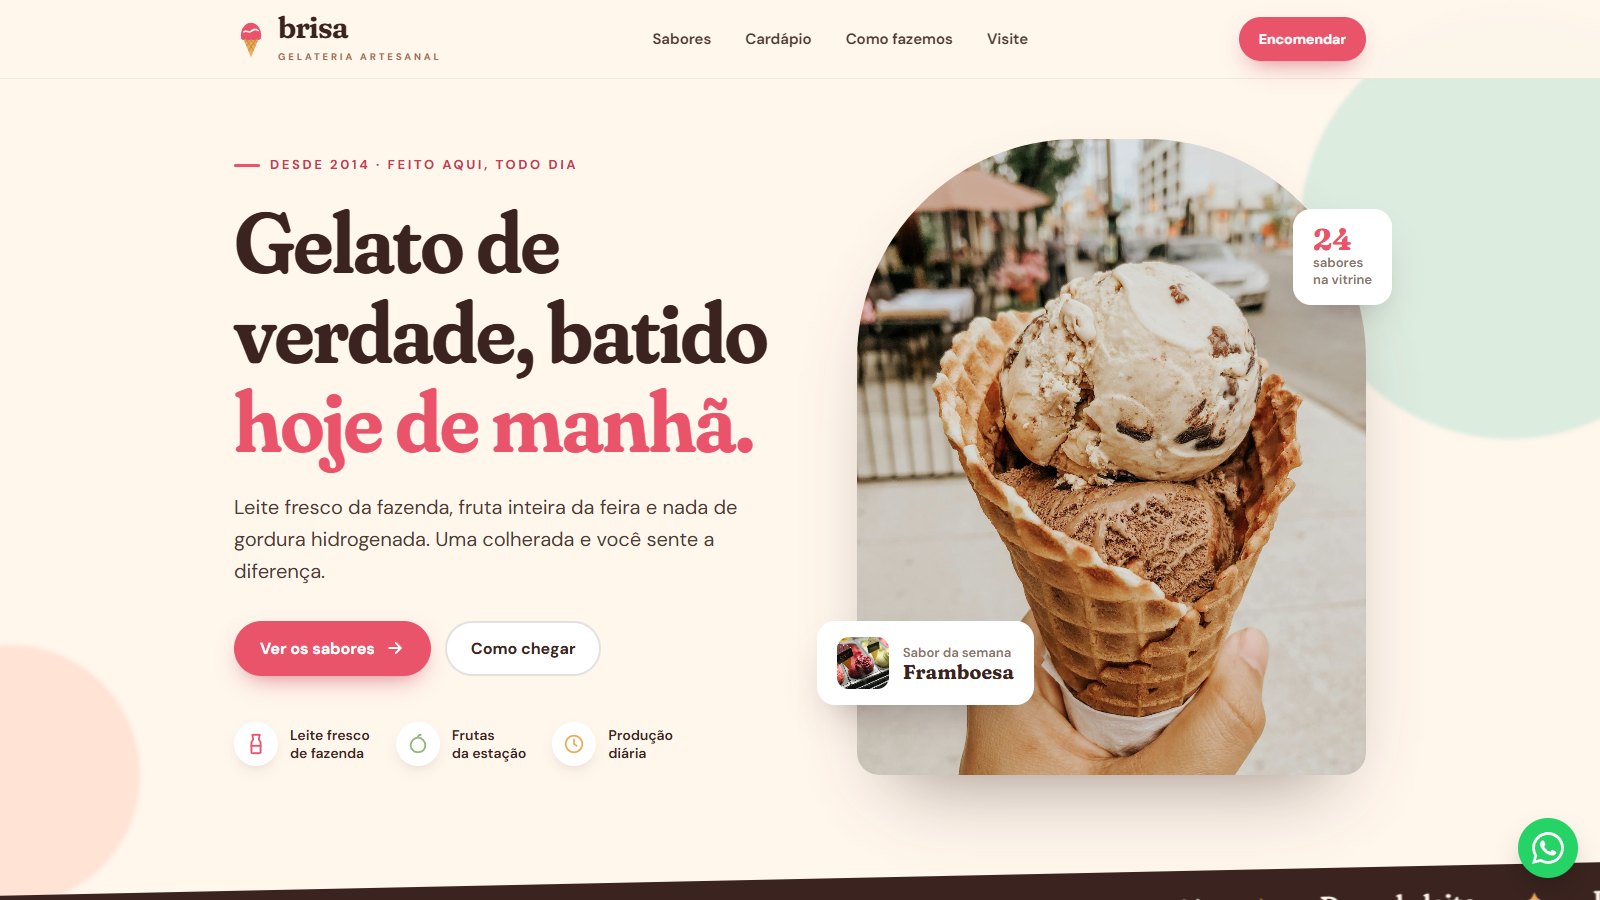 brisa
GELATERIA ARTESANAL
Sabores
Cardápio
Como fazemos
Visite
Encomendar
DESDE 2014 · FEITO AQUI, TODO DIA
Gelato de
verdade, batido
hoje de manhã.
Leite fresco da fazenda, fruta inteira da feira e nada de
gordura hidrogenada. Uma colherada e você sente a
diferença.
Ver os sabores →
Como chegar
Leite fresco
de fazenda
Frutas
da estação
Produção
diária
24
sabores
na vitrine
Sabor da semana
Framboesa